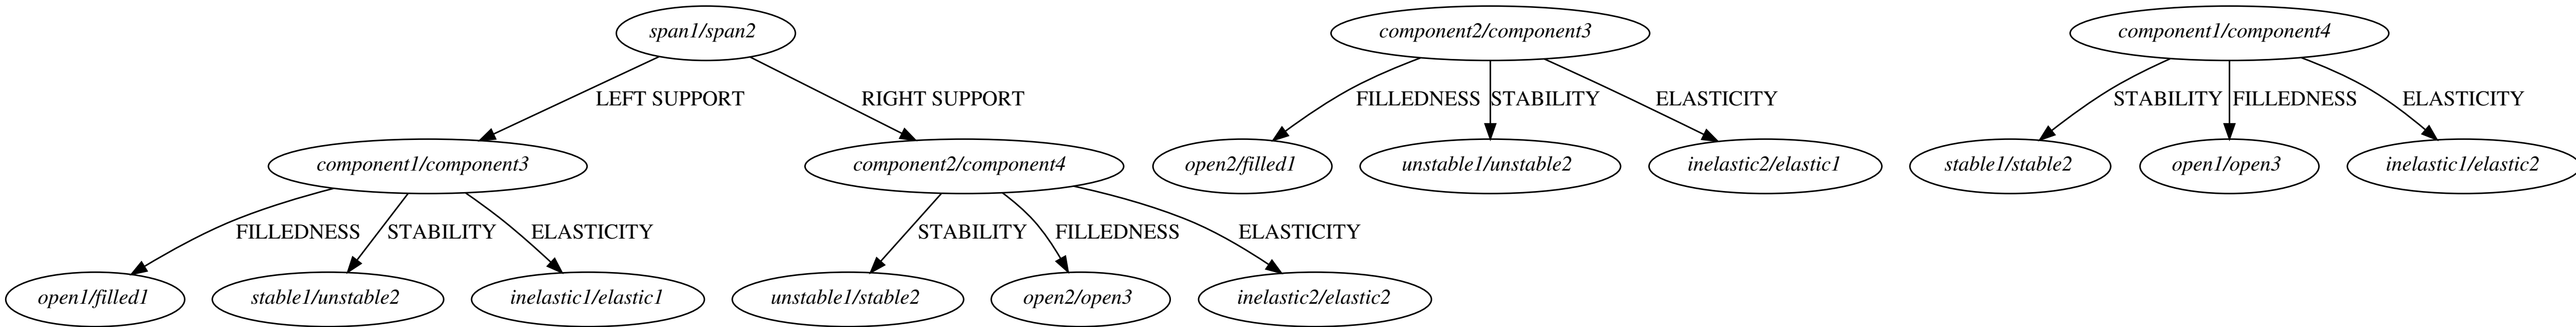 span1/span2
component2/component3
component1/component4
LEFT SUPPORT
RIGHT SUPPORT
FILLEDNESS
STABILITY
ELASTICITY
STABILITY
FILLEDNESS
ELASTICITY
component1/component3
component2/component4
open2/filled1
unstable1/unstable2
inelastic2/elastic1
stable1/stable2
open1/open3
inelastic1/elastic2
FILLEDNESS
STABILITY
ELASTICITY
STABILITY
FILLEDNESS
ELASTICITY
open1/filled1
stable1/unstable2
inelastic1/elastic1
unstable1/stable2
open2/open3
inelastic2/elastic2